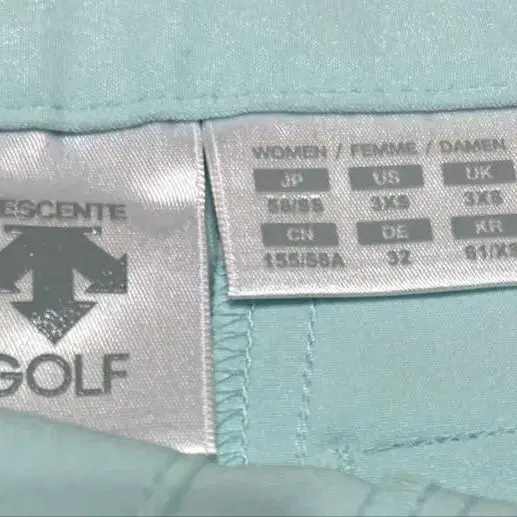 ESCENTE
GOLF
WOMEN / FEMME / DAMEN
JP US UK
58/SS 3XS 3XS
CN DE KR
155/58A 32 61/XS